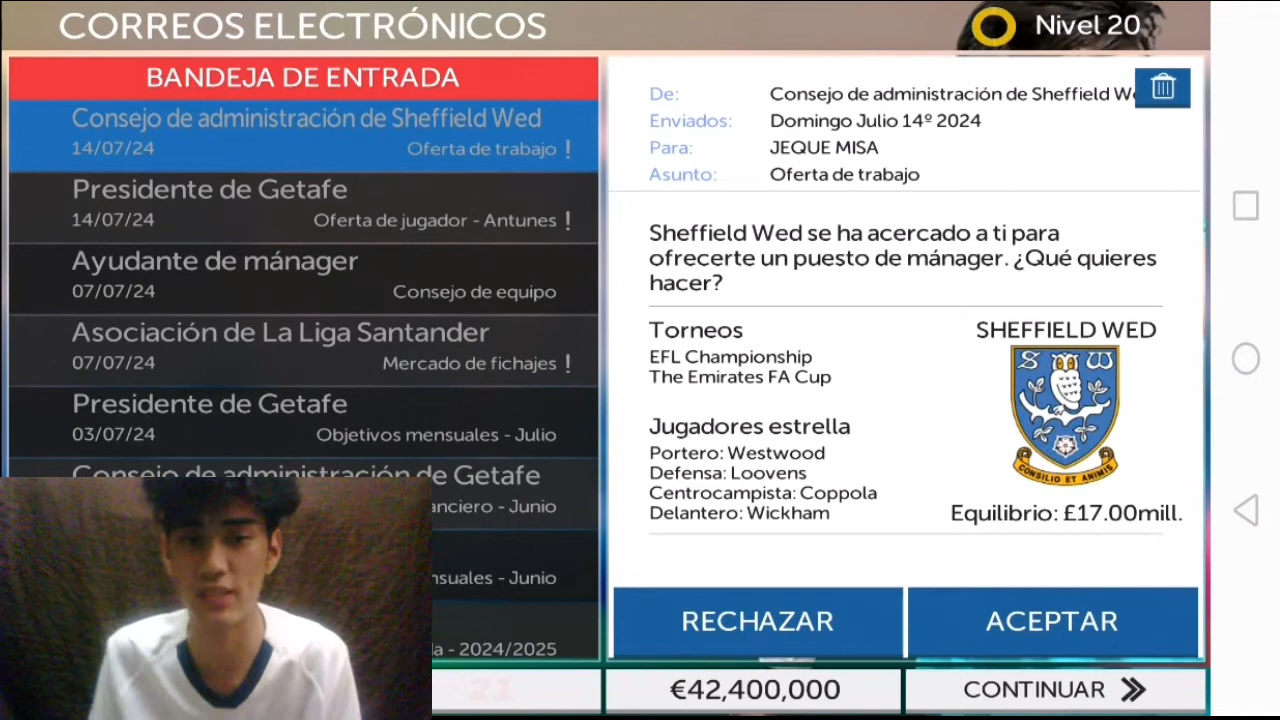 CORREOS ELECTRÓNICOS
Nivel 20
BANDEJA DE ENTRADA
Consejo de administración de Sheffield Wed
14/07/24 Oferta de trabajo !
Presidente de Getafe
14/07/24 Oferta de jugador - Antunes !
Ayudante de mánager
07/07/24 Consejo de equipo
Asociación de La Liga Santander
07/07/24 Mercado de fichajes !
Presidente de Getafe
03/07/24 Objetivos mensuales - Julio
Consejo de administración de Getafe
anciero - Junio
nsuales - Junio
a - 2024/2025
De: Consejo de administración de Sheffield W
Enviados: Domingo Julio 14º 2024
Para: JEQUE MISA
Asunto: Oferta de trabajo
Sheffield Wed se ha acercado a ti para
ofrecerte un puesto de mánager. ¿Qué quieres
hacer?
Torneos
EFL Championship
The Emirates FA Cup
Jugadores estrella
Portero: Westwood
Defensa: Loovens
Centrocampista: Coppola
Delantero: Wickham
SHEFFIELD WED
S W
CONSILIO ET ANIMIS
Equilibrio: £17.00mill.
RECHAZAR
ACEPTAR
€42,400,000
CONTINUAR